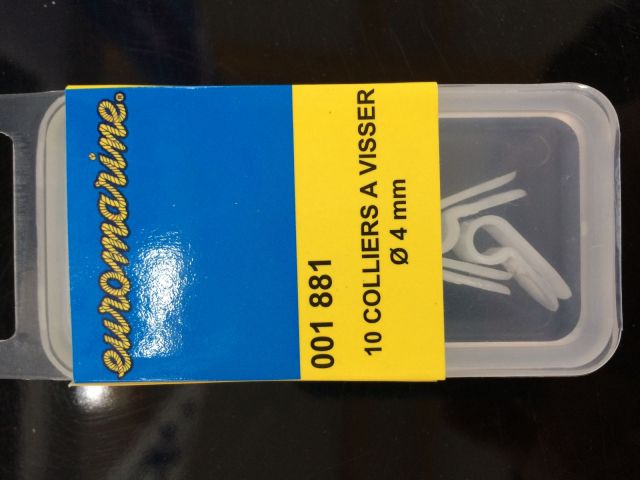 euromarine®
001 881
10 COLLIERS A VISSER
Ø 4 mm